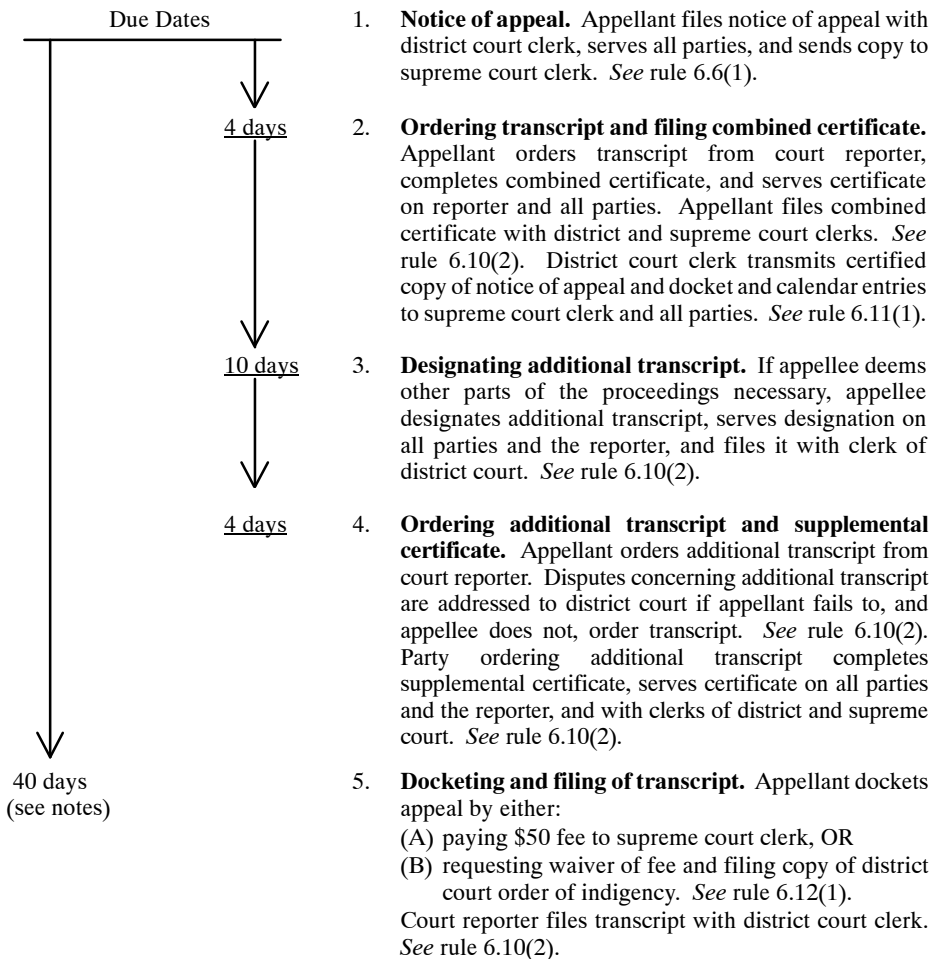 Due Dates
1. Notice of appeal. Appellant files notice of appeal with
district court clerk, serves all parties, and sends copy to
supreme court clerk. See rule 6.6(1).
4 days
2. Ordering transcript and filing combined certificate.
Appellant orders transcript from court reporter,
completes combined certificate, and serves certificate
on reporter and all parties. Appellant files combined
certificate with district and supreme court clerks. See
rule 6.10(2). District court clerk transmits certified
copy of notice of appeal and docket and calendar entries
to supreme court clerk and all parties. See rule 6.11(1).
10 days
3. Designating additional transcript. If appellee deems
other parts of the proceedings necessary, appellee
designates additional transcript, serves designation on
all parties and the reporter, and files it with clerk of
district court. See rule 6.10(2).
4 days
4. Ordering additional transcript and supplemental
certificate. Appellant orders additional transcript from
court reporter. Disputes concerning additional transcript
are addressed to district court if appellant fails to, and
appellee does not, order transcript. See rule 6.10(2).
Party ordering additional transcript completes
supplemental certificate, serves certificate on all parties
and the reporter, and with clerks of district and supreme
court. See rule 6.10(2).
40 days
(see notes)
5. Docketing and filing of transcript. Appellant dockets
appeal by either:
(A) paying $50 fee to supreme court clerk, OR
(B) requesting waiver of fee and filing copy of district
court order of indigency. See rule 6.12(1).
Court reporter files transcript with district court clerk.
See rule 6.10(2).